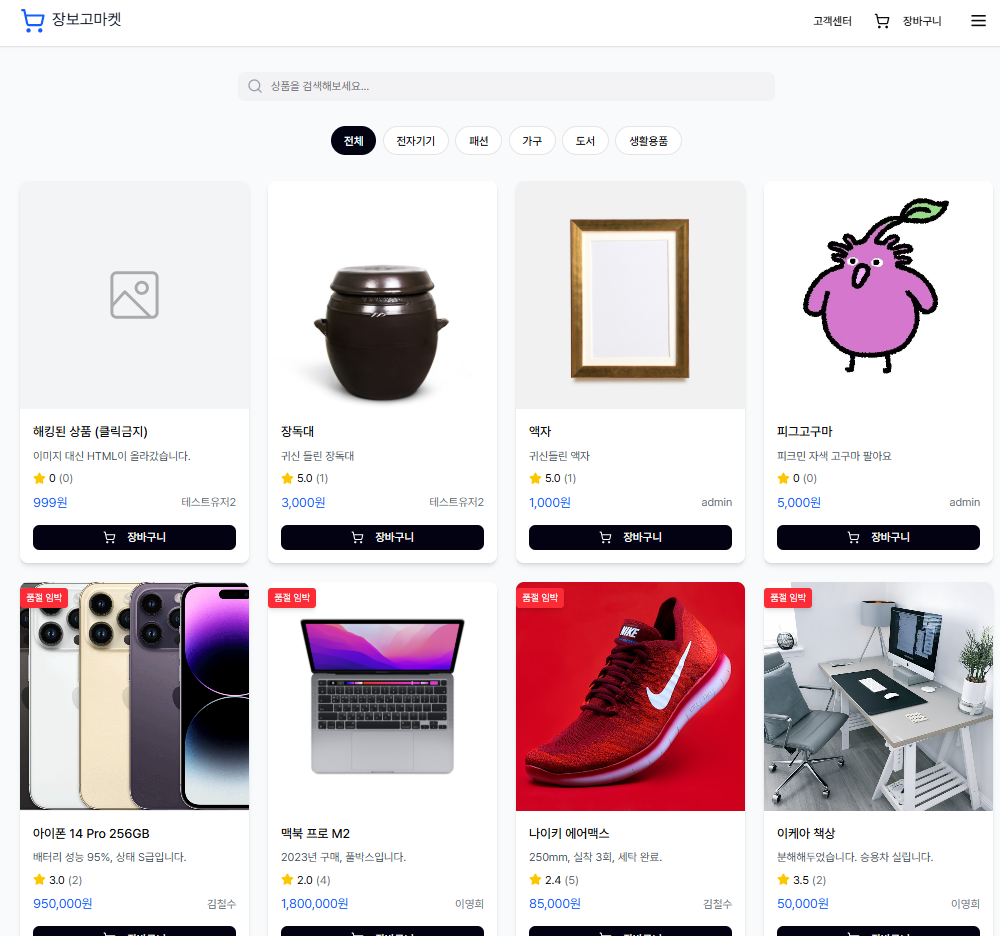 장보고마켓
고객센터
장바구니
상품을 검색해보세요...
전체
전자기기
패션
가구
도서
생활용품
해킹된 상품 (클릭금지)
이미지 대신 HTML이 올라갔습니다.
0 (0)
999원
테스트유저2
장바구니
장독대
귀신 들린 장독대
5.0 (1)
3,000원
테스트유저2
장바구니
액자
귀신들린 액자
5.0 (1)
1,000원
admin
장바구니
피그고구마
피크민 자색 고구마 팔아요
0 (0)
5,000원
admin
장바구니
품절 임박
아이폰 14 Pro 256GB
배터리 성능 95%, 상태 S급입니다.
3.0 (2)
950,000원
김철수
품절 임박
맥북 프로 M2
2023년 구매, 풀박스입니다.
2.0 (4)
1,800,000원
이영희
품절 임박
NIKE
나이키 에어맥스
250mm, 실착 3회, 세탁 완료.
2.4 (5)
85,000원
김철수
품절 임박
이케아 책상
분해해두었습니다. 승용차 실립니다.
3.5 (2)
50,000원
이영희